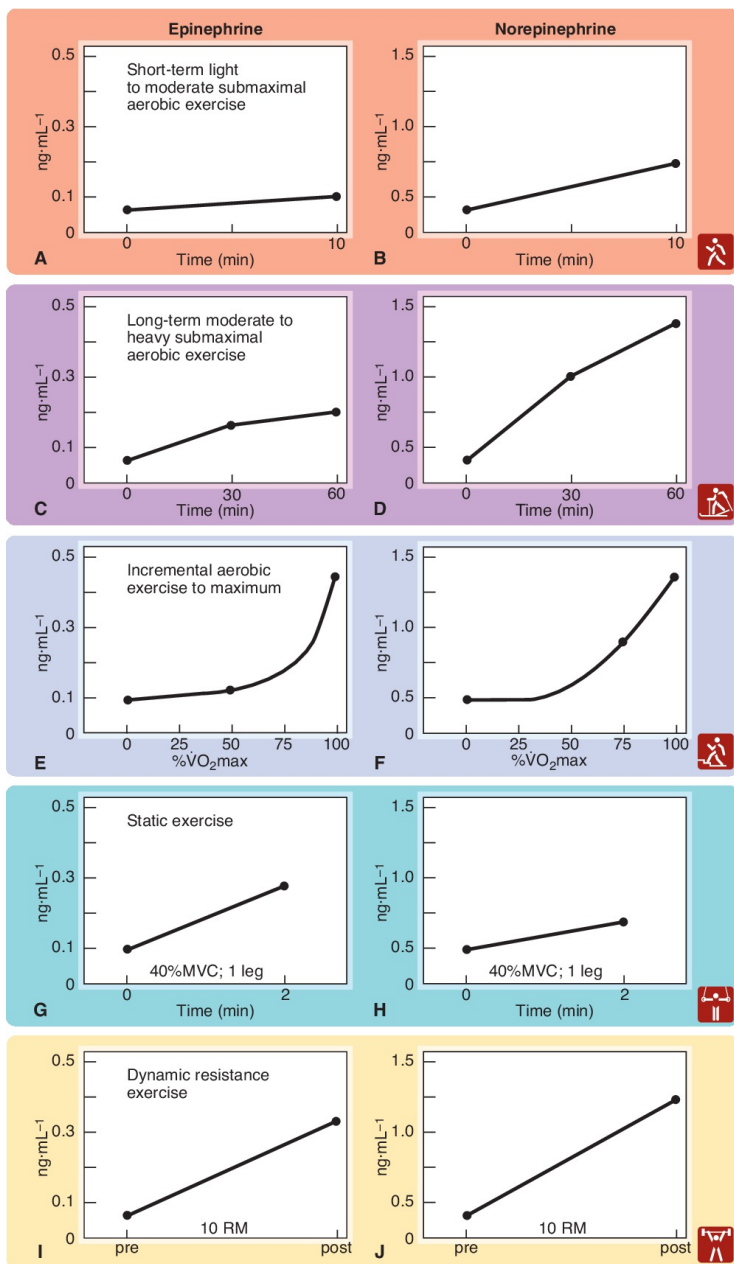 Epinephrine
Norepinephrine
0.5
0.3
0.1
0
ng·mL⁻¹
Short-term light
to moderate submaximal
aerobic exercise
0
10
Time (min)
A
1.5
1.0
0.5
0
ng·mL⁻¹
0
10
Time (min)
B
0.5
0.3
0.1
0
ng·mL⁻¹
Long-term moderate to
heavy submaximal
aerobic exercise
0
30
60
Time (min)
C
1.5
1.0
0.5
0
ng·mL⁻¹
0
30
60
Time (min)
D
0.5
0.3
0.1
0
ng·mL⁻¹
Incremental aerobic
exercise to maximum
0
25
50
75
100
%V̇O₂max
E
1.5
1.0
0.5
0
ng·mL⁻¹
0
25
50
75
100
%V̇O₂max
F
0.5
0.3
0.1
0
ng·mL⁻¹
Static exercise
40%MVC; 1 leg
0
2
Time (min)
G
1.5
1.0
0.5
0
ng·mL⁻¹
40%MVC; 1 leg
0
2
Time (min)
H
0.5
0.3
0.1
0
ng·mL⁻¹
Dynamic resistance
exercise
10 RM
pre
post
I
1.5
1.0
0.5
0
ng·mL⁻¹
10 RM
pre
post
J